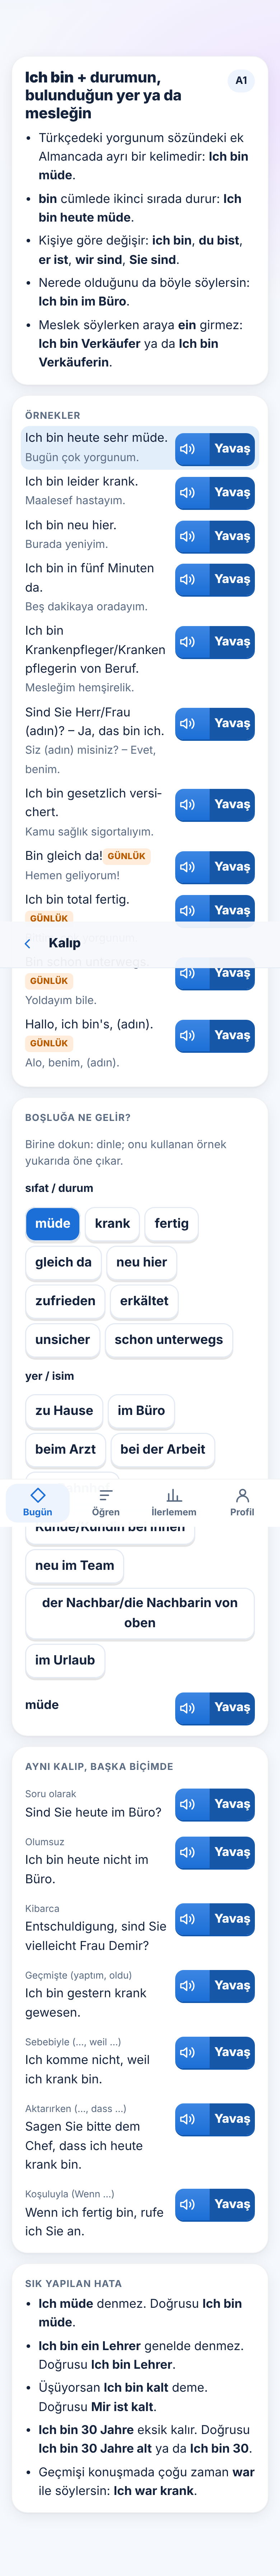 Ich bin + durumun,
bulunduğun yer ya da
mesleğin
A1
• Türkçedeki yorgunum sözündeki ek
Almancada ayrı bir kelimedir: Ich bin
müde.
• bin cümlede ikinci sırada durur: Ich
bin heute müde.
• Kişiye göre değişir: ich bin, du bist,
er ist, wir sind, Sie sind.
• Nerede olduğunu da böyle söylersin:
Ich bin im Büro.
• Meslek söylerken araya ein girmez:
Ich bin Verkäufer ya da Ich bin
Verkäuferin.
ÖRNEKLER
Ich bin heute sehr müde.
Bugün çok yorgunum.
Yavaş
Ich bin leider krank.
Maalesef hastayım.
Yavaş
Ich bin neu hier.
Burada yeniyim.
Yavaş
Ich bin in fünf Minuten
da.
Beş dakikaya oradayım.
Yavaş
Ich bin
Krankenpfleger/Kranken
pflegerin von Beruf.
Mesleğim hemşirelik.
Yavaş
Sind Sie Herr/Frau
(adın)? – Ja, das bin ich.
Siz (adın) misiniz? – Evet,
benim.
Yavaş
Ich bin gesetzlich versi-
chert.
Kamu sağlık sigortalıyım.
Yavaş
Bin gleich da! GÜNLÜK
Hemen geliyorum!
Yavaş
Ich bin total fertig.
GÜNLÜK
Yavaş
Kalıp
Bin schon unterwegs.
GÜNLÜK
Yoldayım bile.
Yavaş
Hallo, ich bin's, (adın).
GÜNLÜK
Alo, benim, (adın).
Yavaş
BOŞLUĞA NE GELİR?
Birine dokun: dinle; onu kullanan örnek
yukarıda öne çıkar.
sıfat / durum
müde krank fertig
gleich da neu hier
zufrieden erkältet
unsicher schon unterwegs
yer / isim
zu Hause im Büro
beim Arzt bei der Arbeit
Bugün Öğren İlerlemem Profil
Kunde/Kundin bei Ihnen
neu im Team
der Nachbar/die Nachbarin von
oben
im Urlaub
müde
Yavaş
AYNI KALIP, BAŞKA BİÇİMDE
Soru olarak
Sind Sie heute im Büro?
Yavaş
Olumsuz
Ich bin heute nicht im
Büro.
Yavaş
Kibarca
Entschuldigung, sind Sie
vielleicht Frau Demir?
Yavaş
Geçmişte (yaptım, oldu)
Ich bin gestern krank
gewesen.
Yavaş
Sebebiyle (…, weil …)
Ich komme nicht, weil
ich krank bin.
Yavaş
Aktarırken (…, dass …)
Sagen Sie bitte dem
Chef, dass ich heute
krank bin.
Yavaş
Koşuluyla (Wenn …)
Wenn ich fertig bin, rufe
ich Sie an.
Yavaş
SIK YAPILAN HATA
• Ich müde denmez. Doğrusu Ich bin
müde.
• Ich bin ein Lehrer genelde denmez.
Doğrusu Ich bin Lehrer.
• Üşüyorsan Ich bin kalt deme.
Doğrusu Mir ist kalt.
• Ich bin 30 Jahre eksik kalır. Doğrusu
Ich bin 30 Jahre alt ya da Ich bin 30.
• Geçmişi konuşmada çoğu zaman war
ile söylersin: Ich war krank.